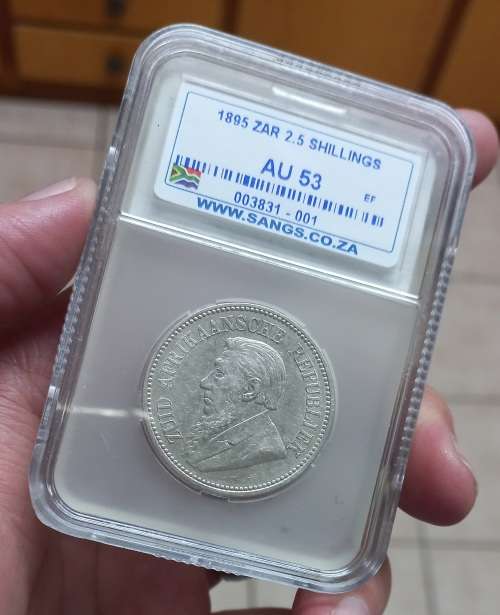 1895 ZAR 2.5 SHILLINGS
AU 53
EF
003831 - 001
WWW.SANGS.CO.ZA
ZUID AFRIKAANSCHE REPUBLIEK